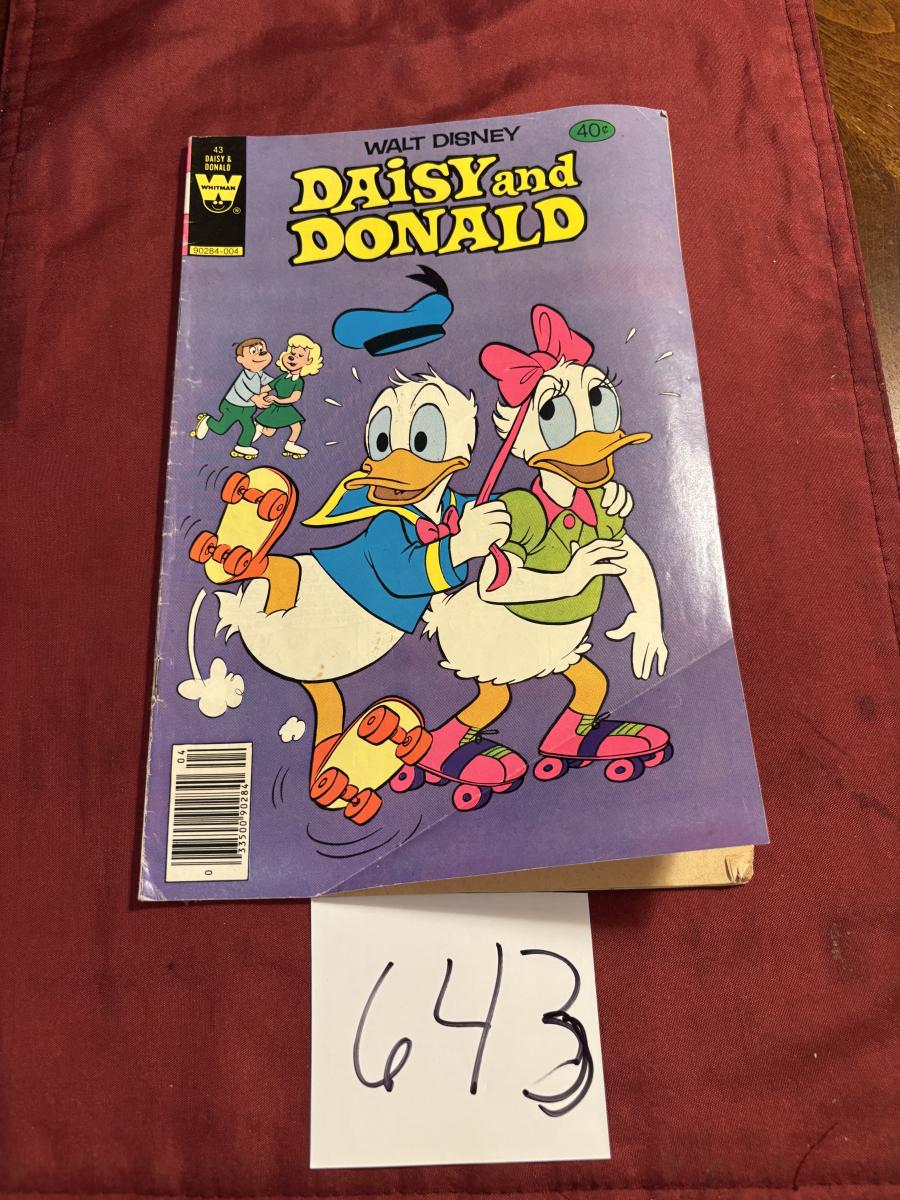 43
DAISY &
DONALD
WHITMAN
W
®
90284-004
WALT DISNEY
40¢
DAiSY and
DONALD
04
0
33500 90284
643